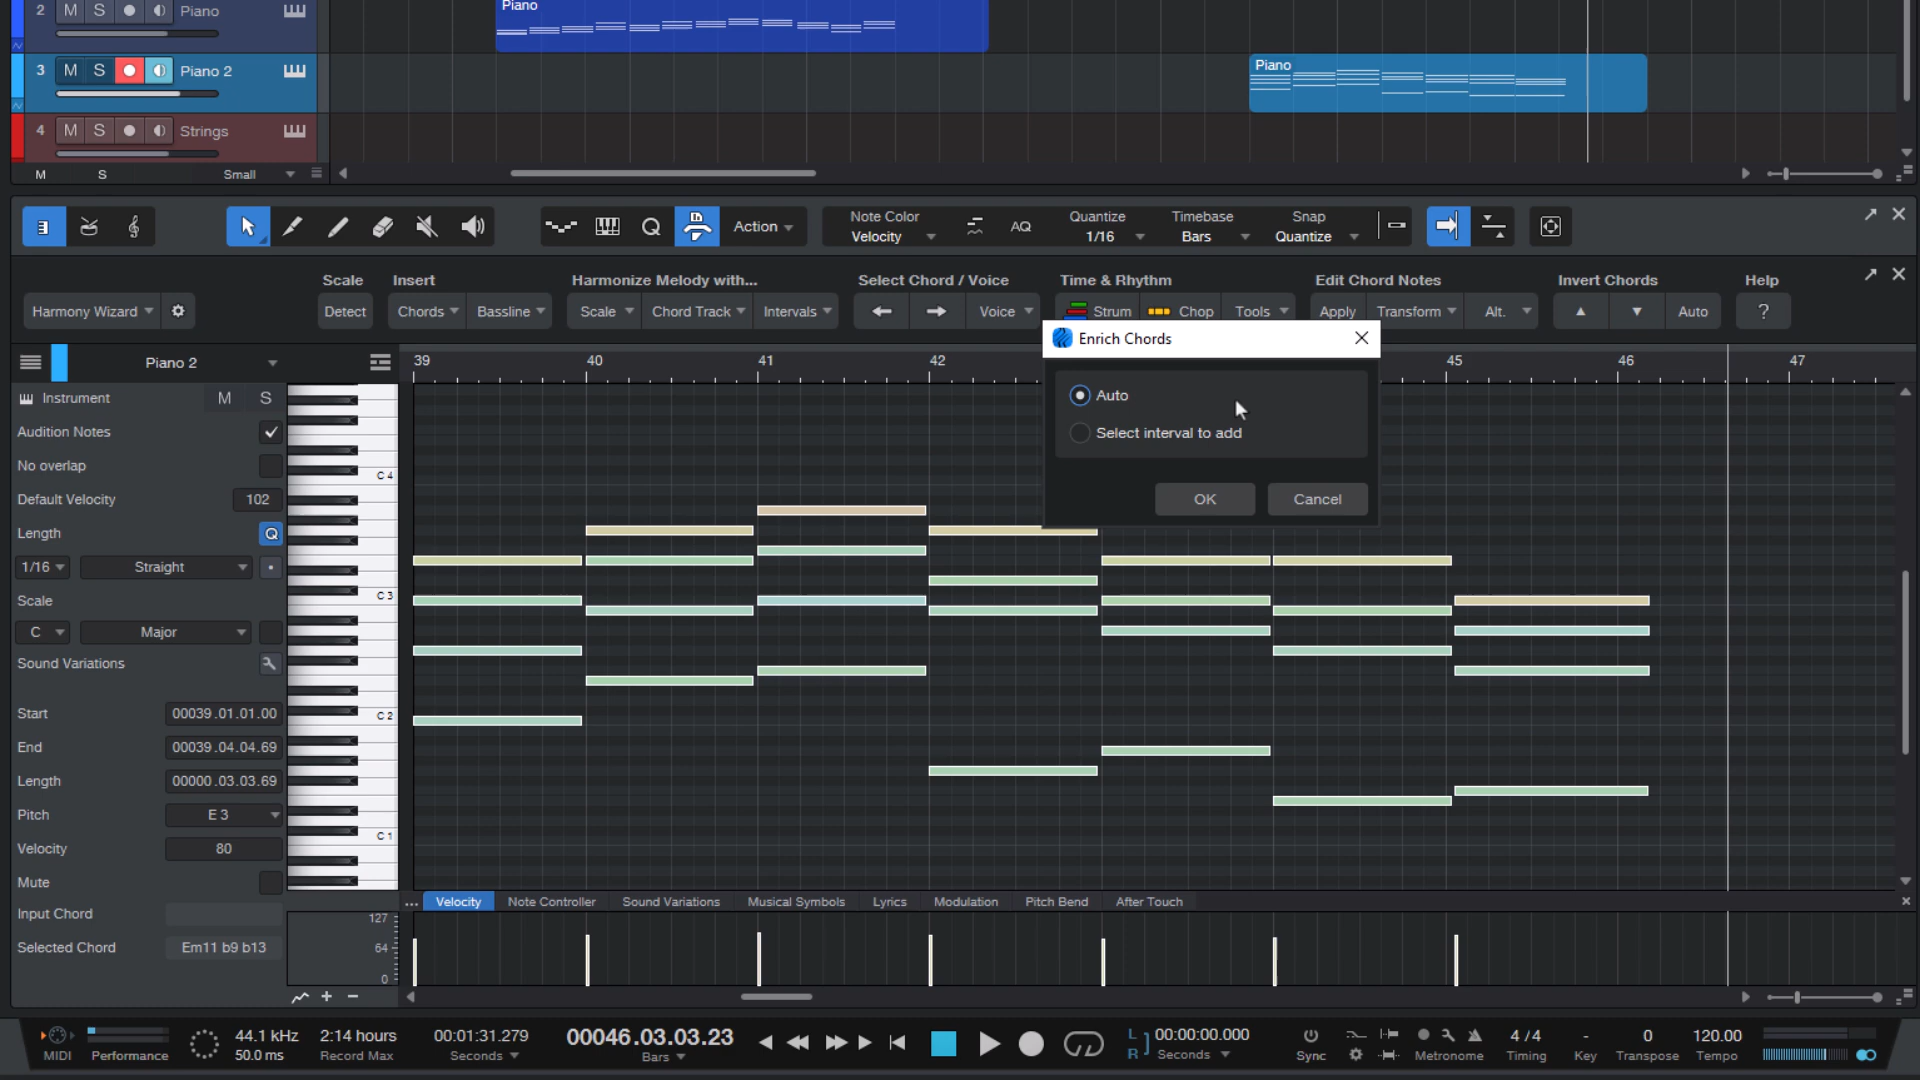 2 M S Piano
Piano
3 M S Piano 2
Piano
4 M S Strings
M S Small
Action
Note Color
Velocity
AQ
Quantize
1/16
Timebase
Bars
Snap
Quantize
Scale Insert Harmonize Melody with... Select Chord / Voice Time & Rhythm Edit Chord Notes Invert Chords Help
Harmony Wizard Detect Chords Bassline Scale Chord Track Intervals Voice Strum Chop Tools Apply Transform Alt. Auto ?
Enrich Chords
Auto
Select interval to add
OK Cancel
Piano 2
39 40 41 42 45 46 47
Instrument M S
Audition Notes
No overlap
Default Velocity 102
Length Q
1/16 Straight
Scale
C Major
Sound Variations
Start 00039.01.01.00
End 00039.04.04.69
Length 00000.03.03.69
Pitch E 3
Velocity 80
Mute
Input Chord
Selected Chord Em11 b9 b13
C 4
C 3
C 2
C 1
... Velocity Note Controller Sound Variations Musical Symbols Lyrics Modulation Pitch Bend After Touch
127
64
0
MIDI
Performance
44.1 kHz
50.0 ms
2:14 hours
Record Max
00:01:31.279
Seconds
00046.03.03.23
Bars
L
R
00:00:00.000
Seconds
Sync
Metronome
4 / 4
Timing
-
Key
0
Transpose
120.00
Tempo